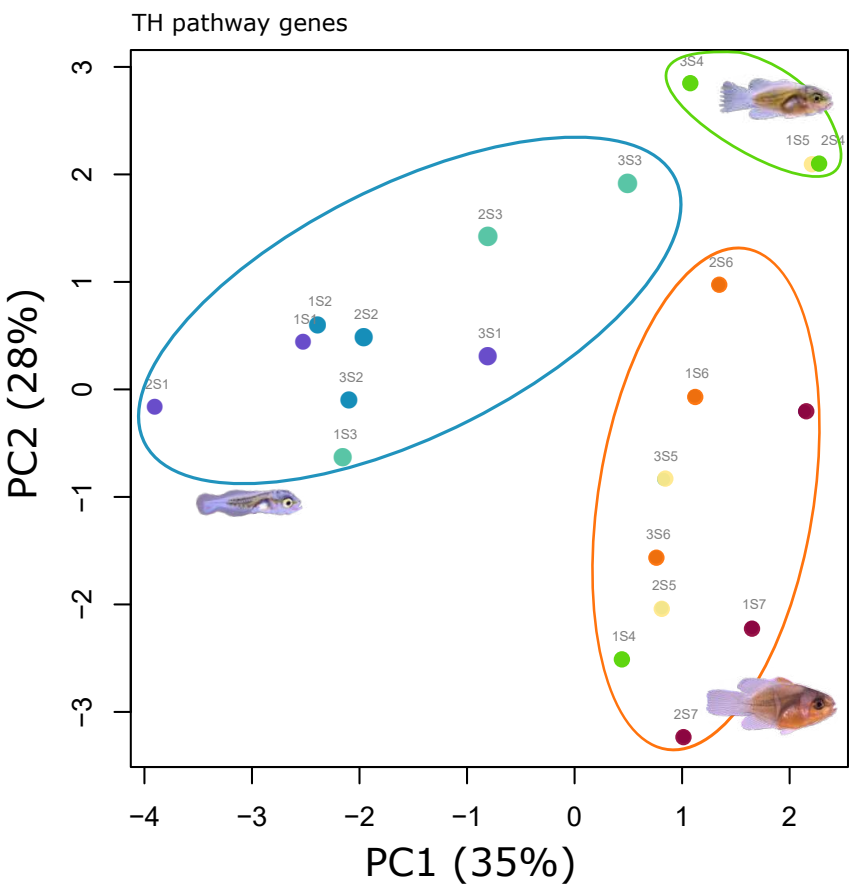 TH pathway genes
3S4
1S5 2S4
3S3
2S3
2S6
1S2
1S1
2S2
3S1
3S2
2S1
1S6
1S3
3S5
3S6
2S5
1S7
1S4
2S7
3
2
1
0
−1
−2
−3
PC2 (28%)
−4 −3 −2 −1 0 1 2
PC1 (35%)